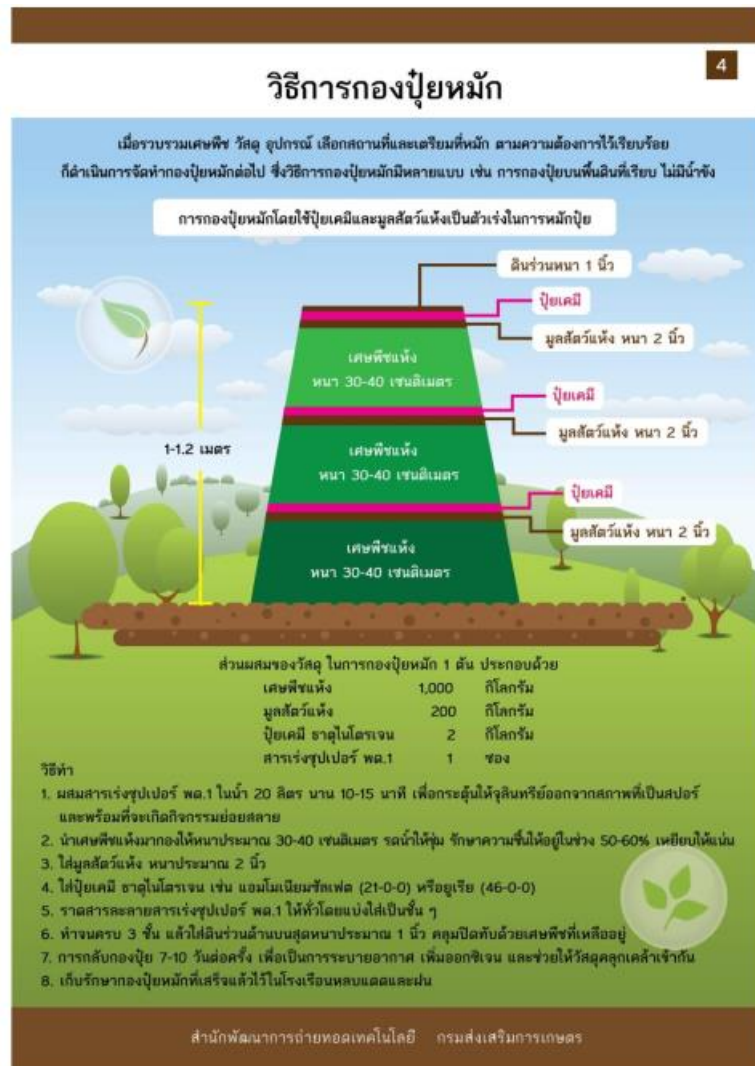 4
วิธีการกองปุ๋ยหมัก
เมื่อรวบรวมเศษพืช วัสดุ อุปกรณ์ เลือกสถานที่และเตรียมที่หมัก ตามความต้องการไว้เรียบร้อย
ก็ดำเนินการจัดทำกองปุ๋ยหมักต่อไป ซึ่งวิธีการกองปุ๋ยหมักมีหลายแบบ เช่น การกองปุ๋ยบนพื้นดินที่เรียบ ไม่มีน้ำขัง
การกองปุ๋ยหมักโดยใช้ปุ๋ยเคมีและมูลสัตว์แห้งเป็นตัวเร่งในการหมักปุ๋ย
ดินร่วนหนา 1 นิ้ว
ปุ๋ยเคมี
มูลสัตว์แห้ง หนา 2 นิ้ว
เศษพืชแห้ง
หนา 30-40 เซนติเมตร
ปุ๋ยเคมี
มูลสัตว์แห้ง หนา 2 นิ้ว
1-1.2 เมตร
เศษพืชแห้ง
หนา 30-40 เซนติเมตร
ปุ๋ยเคมี
มูลสัตว์แห้ง หนา 2 นิ้ว
เศษพืชแห้ง
หนา 30-40 เซนติเมตร
ส่วนผสมของวัสดุ ในการกองปุ๋ยหมัก 1 ตัน ประกอบด้วย
เศษพืชแห้ง 1,000 กิโลกรัม
มูลสัตว์แห้ง 200 กิโลกรัม
ปุ๋ยเคมี ธาตุไนโตรเจน 2 กิโลกรัม
สารเร่งซุปเปอร์ พด.1 1 ซอง
วิธีทำ
1. ผสมสารเร่งซุปเปอร์ พด.1 ในน้ำ 20 ลิตร นาน 10-15 นาที เพื่อกระตุ้นให้จุลินทรีย์ออกจากสภาพที่เป็นสปอร์
และพร้อมที่จะเกิดกิจกรรมย่อยสลาย
2. นำเศษพืชแห้งมากองให้หนาประมาณ 30-40 เซนติเมตร รดน้ำให้ชุ่ม รักษาความชื้นให้อยู่ในช่วง 50-60% เหยียบให้แน่น
3. ใส่มูลสัตว์แห้ง หนาประมาณ 2 นิ้ว
4. ใส่ปุ๋ยเคมี ธาตุไนโตรเจน เช่น แอมโมเนียมซัลเฟต (21-0-0) หรือยูเรีย (46-0-0)
5. ราดสารละลายสารเร่งซุปเปอร์ พด.1 ให้ทั่วโดยแบ่งใส่เป็นชั้น ๆ
6. ทำจนครบ 3 ชั้น แล้วใส่ดินร่วนด้านบนสุดหนาประมาณ 1 นิ้ว คลุมปิดทับด้วยเศษพืชที่เหลืออยู่
7. การกลับกองปุ๋ย 7-10 วันต่อครั้ง เพื่อเป็นการระบายอากาศ เพิ่มออกซิเจน และช่วยให้วัสดุคลุกเคล้าเข้ากัน
8. เก็บรักษากองปุ๋ยหมักที่เสร็จแล้วไว้ในโรงเรือนหลบแดดและฝน
สำนักพัฒนาการถ่ายทอดเทคโนโลยี กรมส่งเสริมการเกษตร